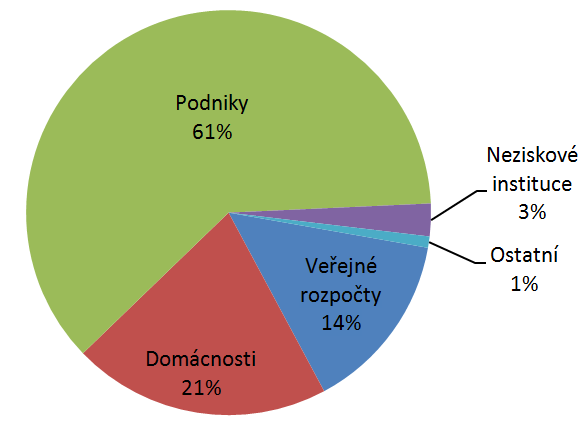 Podniky
61%
Neziskové
instituce
3%
Ostatní
1%
Veřejné
rozpočty
14%
Domácnosti
21%